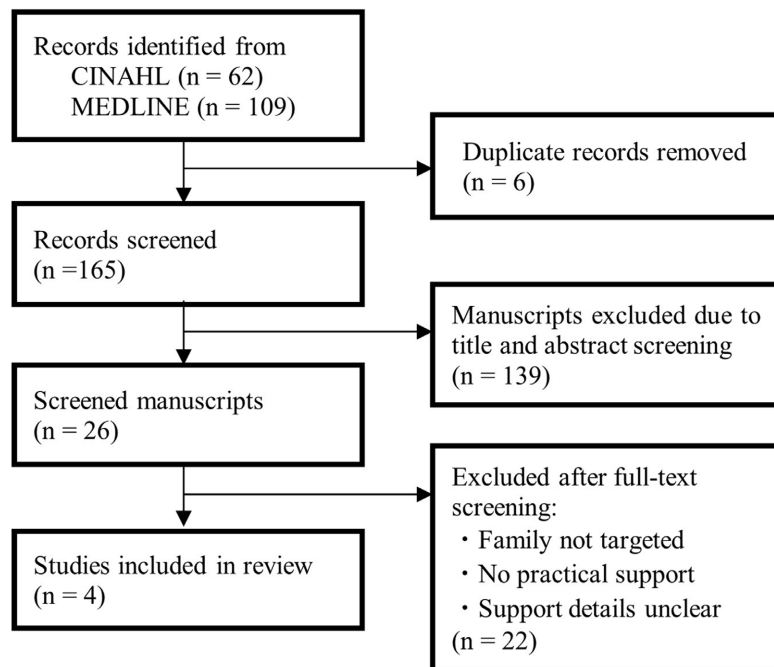 Records identified from
CINAHL (n = 62)
MEDLINE (n = 109)
Duplicate records removed
(n = 6)
Records screened
(n =165)
Manuscripts excluded due to
title and abstract screening
(n = 139)
Screened manuscripts
(n = 26)
Excluded after full-text
screening:
・Family not targeted
・No practical support
・Support details unclear
(n = 22)
Studies included in review
(n = 4)